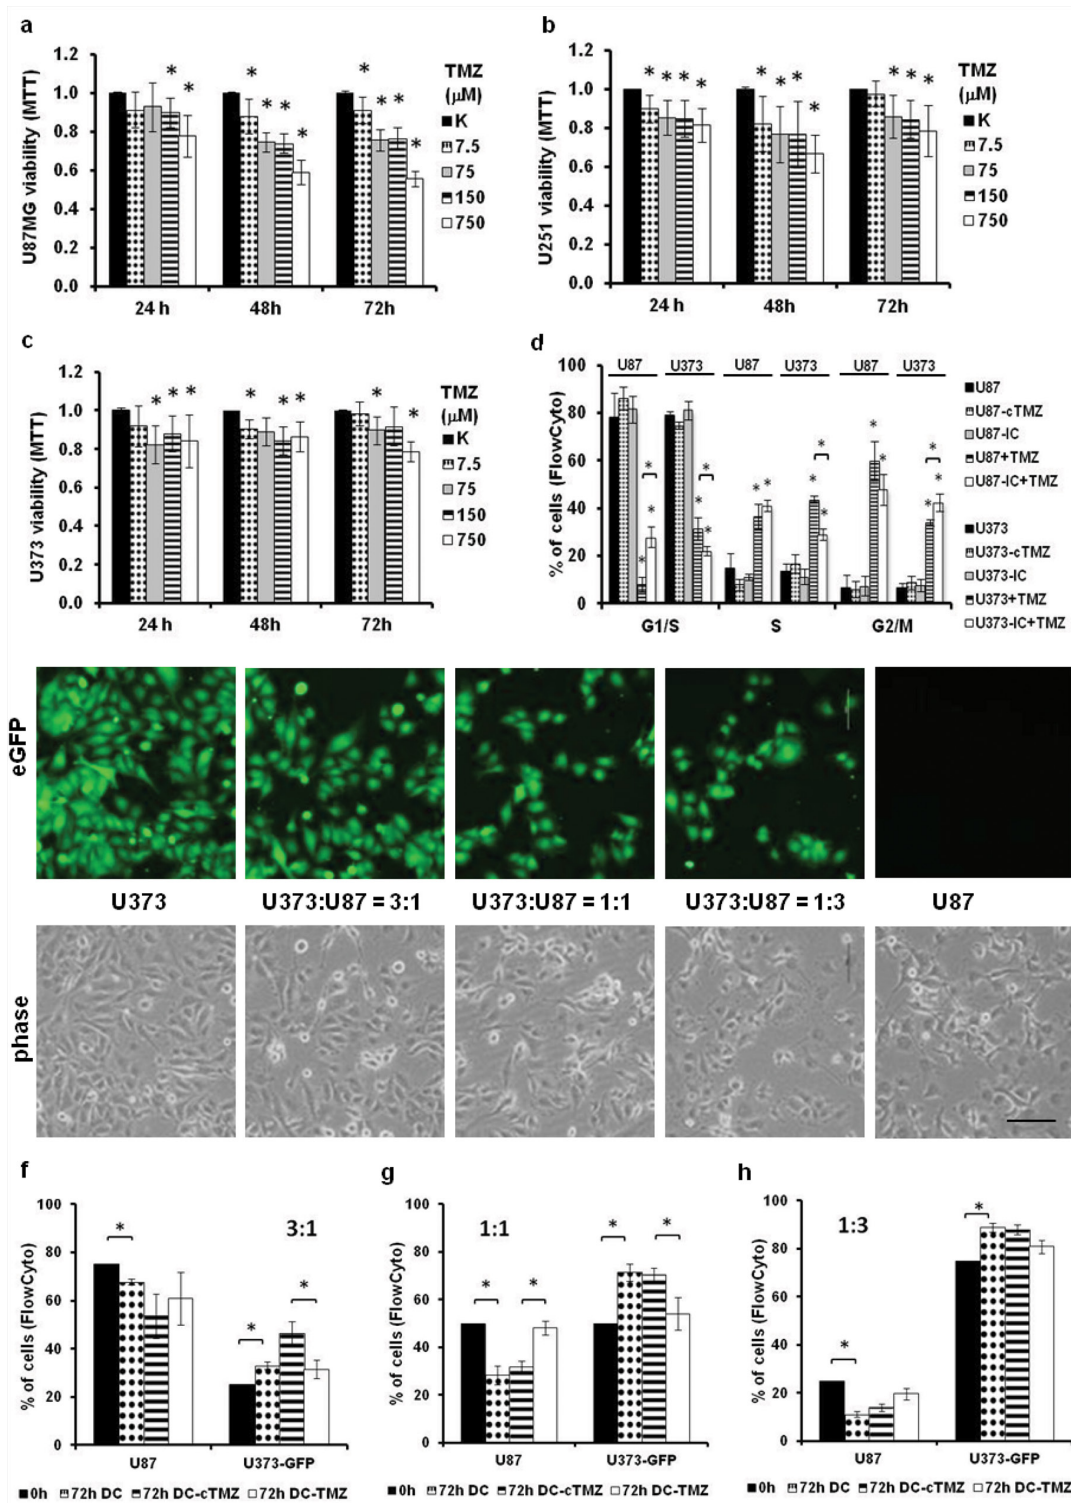 a
U87MG viability (MTT)
1.2
1.0
0.8
0.6
0.4
0.2
0.0
* * * * * * * * * *
24 h
48h
72h
TMZ
(µM)
K
7.5
75
150
750
b
U251 viability (MTT)
1.2
1.0
0.8
0.6
0.4
0.2
0.0
* * * * * * * * * * *
24 h
48h
72h
TMZ
(µM)
K
7.5
75
150
750
c
U373 viability (MTT)
1.2
1.0
0.8
0.6
0.4
0.2
0.0
* * * * * * * *
24 h
48h
72h
TMZ
(µM)
K
7.5
75
150
750
d
% of cells (FlowCyto)
100
80
60
40
20
0
U87 U373 U87 U373 U87 U373
* * * * * * * * * * * * * * * *
G1/S
S
G2/M
U87
U87-cTMZ
U87-IC
U87+TMZ
U87-IC+TMZ
U373
U373-cTMZ
U373-IC
U373+TMZ
U373-IC+TMZ
eGFP
U373
U373:U87 = 3:1
U373:U87 = 1:1
U373:U87 = 1:3
U87
phase
f
% of cells (FlowCyto)
100
80
60
40
20
0
3:1
* * *
U87
U373-GFP
0h 72h DC 72h DC-cTMZ 72h DC-TMZ
g
% of cells (FlowCyto)
100
80
60
40
20
0
1:1
* * * *
U87
U373-GFP
0h 72h DC 72h DC-cTMZ 72h DC-TMZ
h
% of cells (FlowCyto)
100
80
60
40
20
0
1:3
* *
U87
U373-GFP
0h 72h DC 72h DC-cTMZ 72h DC-TMZ